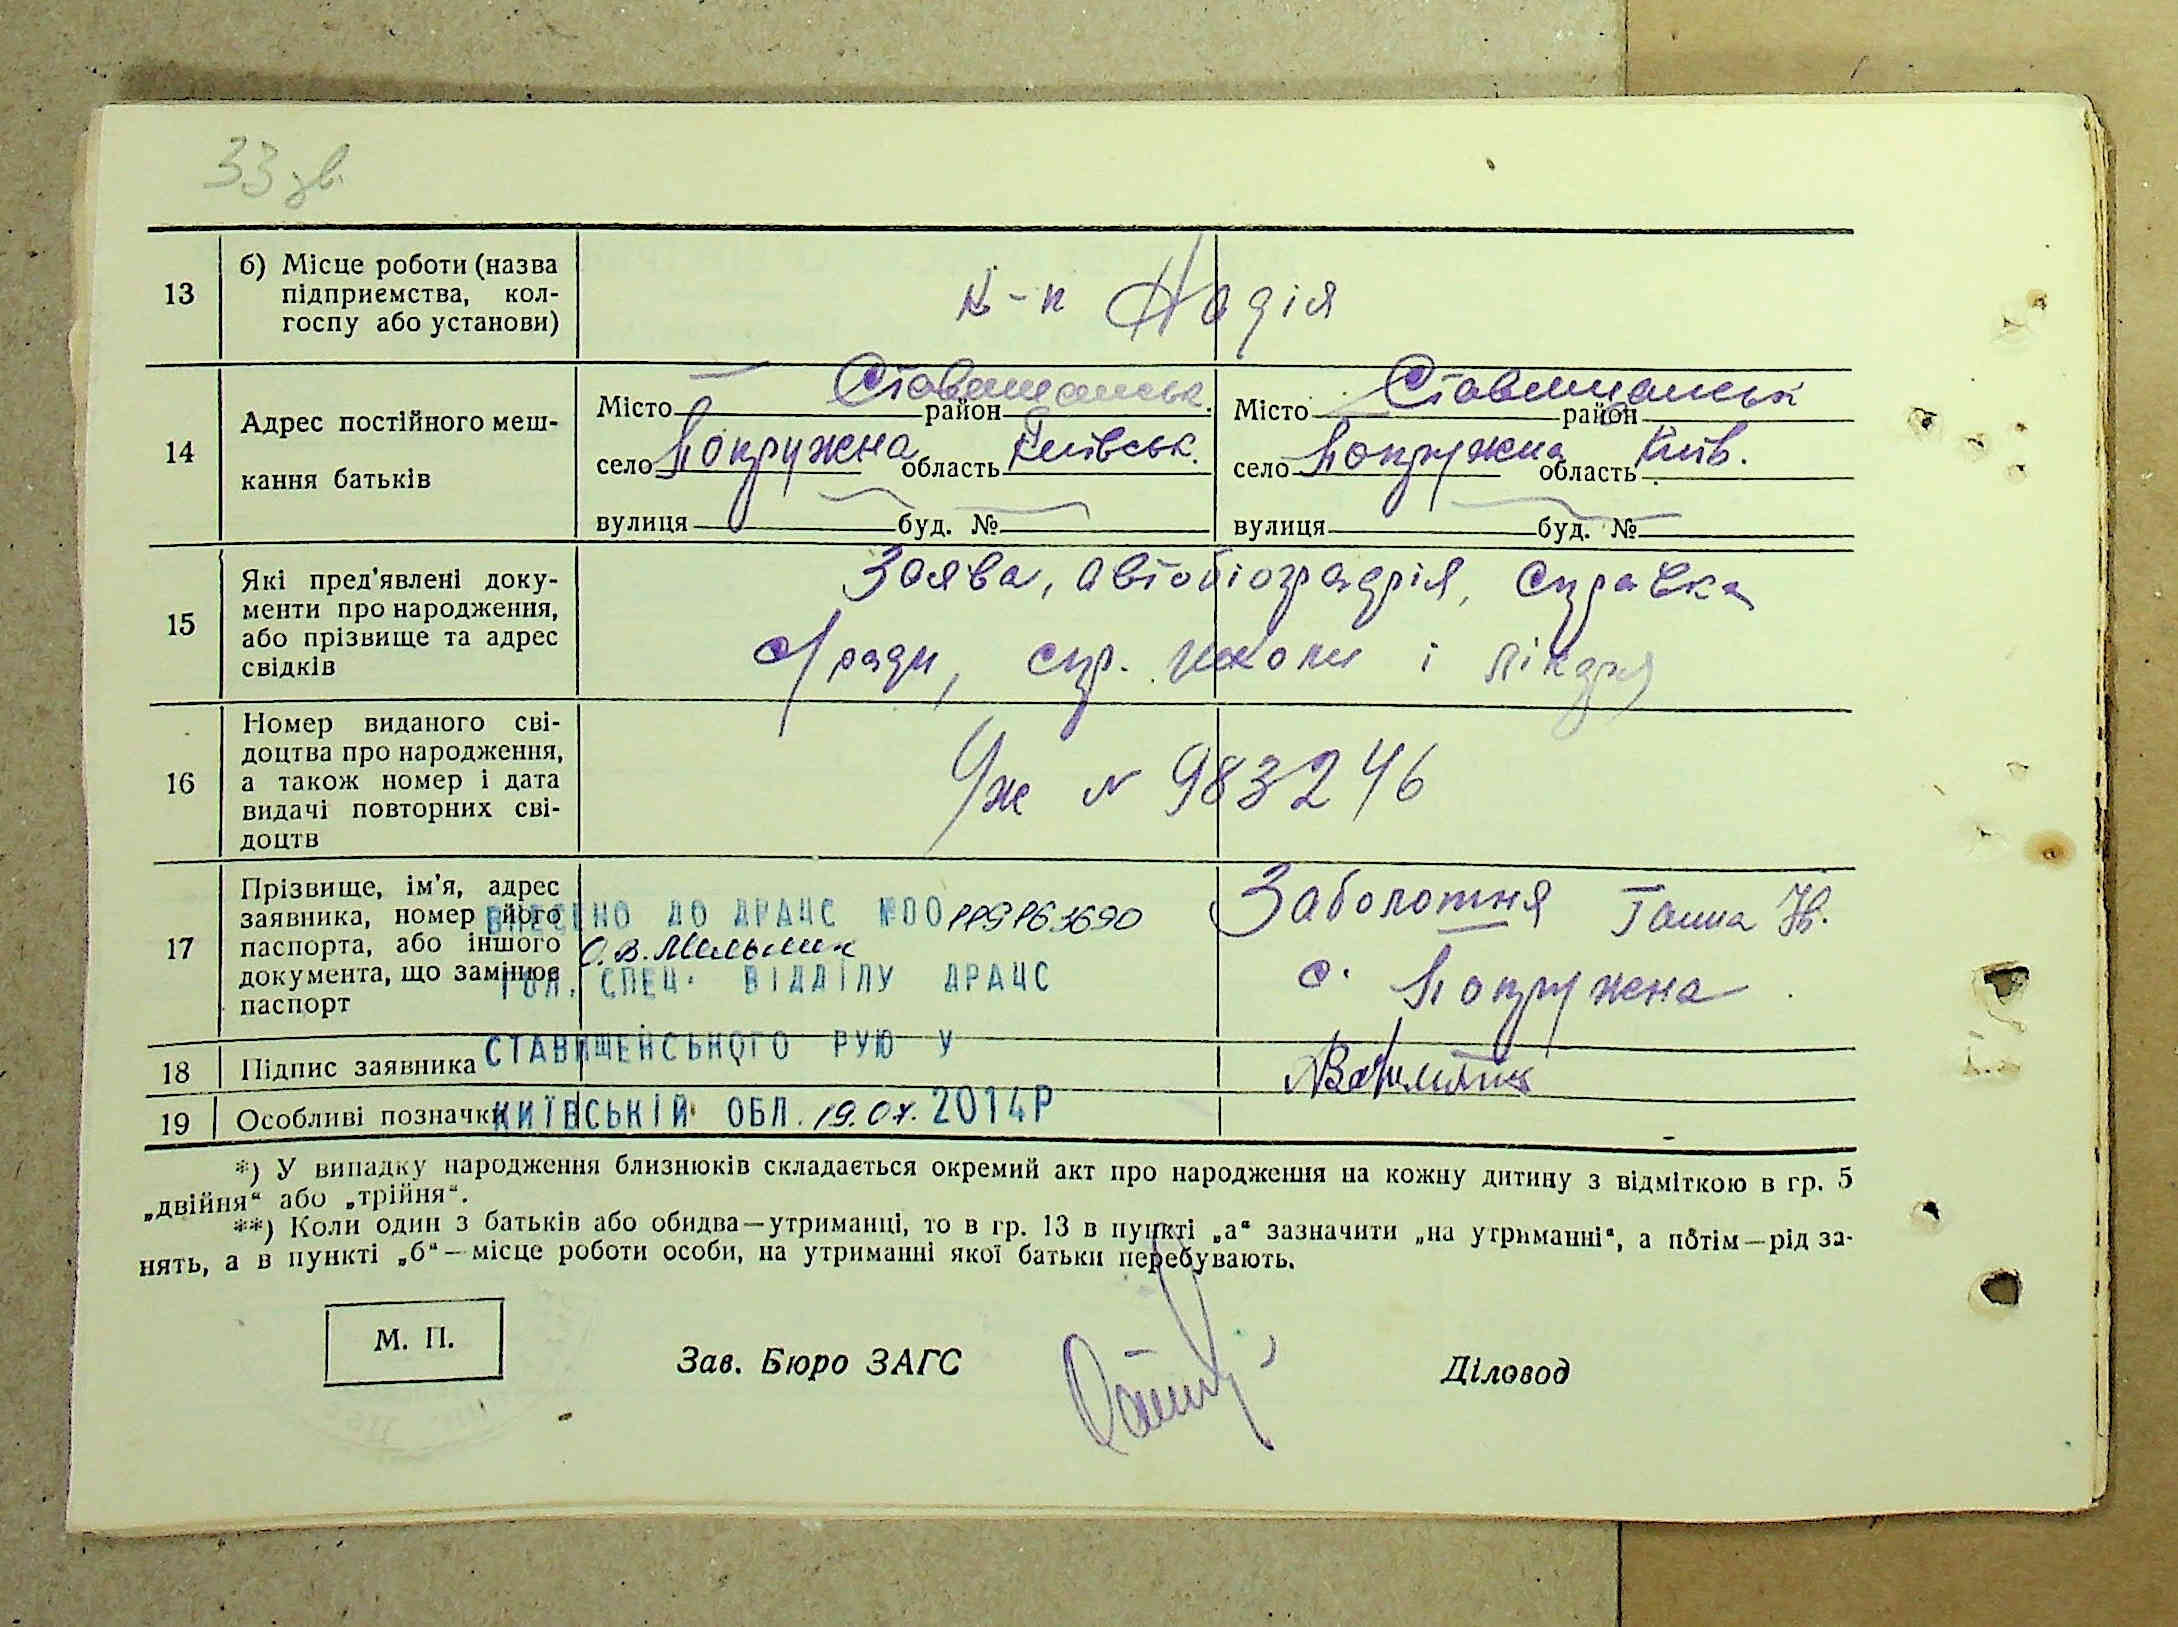 33 зв.
13
б) Місце роботи (назва
підприємства, кол-
госпу або установи)
к-п Надія
14
Адрес постійного меш-
кання батьків
Місто район Ставищанськ.
село Попружна область Київськ.
вулиця буд. №
Місто район Ставищанськ
село Попружна область Київ.
вулиця буд. №
15
Які пред'явлені доку-
менти про народження,
або прізвище та адрес
свідків
Заява, автобіографія, справка
с/ради, спр. школи і лікаря
16
Номер виданого сві-
доцтва про народження,
а також номер і дата
видачі повторних сві-
доцтв
Уж № 983246
17
Прізвище, ім'я, адрес
заявника, номер його
паспорта, або іншого
документа, що замінює
паспорт
ВНЕСЕНО ДО ДРАЦС №00119163690
О.В. Мельник
ГОЛ. СПЕЦ. ВІДДІЛУ ДРАЦС
СТАВИЩЕНСЬКОГО РУЮ У
КИЇВСЬКІЙ ОБЛ. 19.07. 2014Р
Заболотня Ганна Н.
с. Попружна
18
Підпис заявника
19
Особливі позначки
*) У випадку народження близнюків складається окремий акт про народження на кожну дитину з відміткою в гр. 5
„двійня“ або „трійня“.
**) Коли один з батьків або обидва—утриманці, то в гр. 13 в пункті „а“ зазначити „на утриманні“, а потім—рід за-
нять, а в пункті „б“—місце роботи особи, на утриманні якої батьки перебувають.
М. П.
Зав. Бюро ЗАГС
Діловод